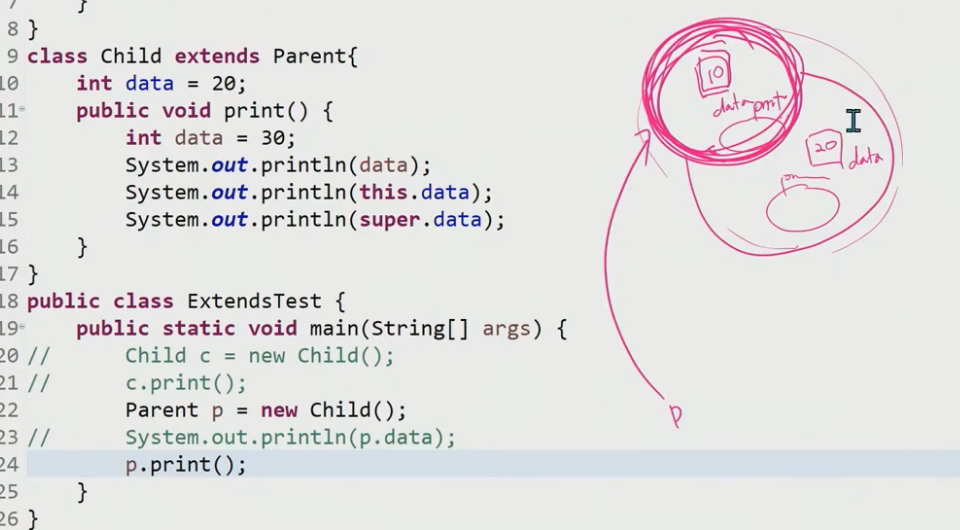 7 }
8 }
9 class Child extends Parent{
10 int data = 20;
11 public void print() {
12 int data = 30;
13 System.out.println(data);
14 System.out.println(this.data);
15 System.out.println(super.data);
16 }
17 }
18 public class ExtendsTest {
19 public static void main(String[] args) {
20 // Child c = new Child();
21 // c.print();
22 Parent p = new Child();
23 // System.out.println(p.data);
24 p.print();
25 }
26 }
10
data print
20 data
p